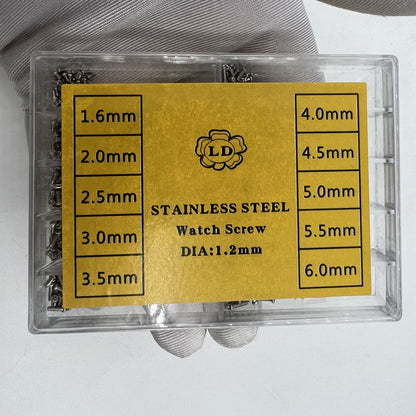 1.6mm
2.0mm
2.5mm
3.0mm
3.5mm
LD
STAINLESS STEEL
Watch Screw
DIA:1.2mm
4.0mm
4.5mm
5.0mm
5.5mm
6.0mm